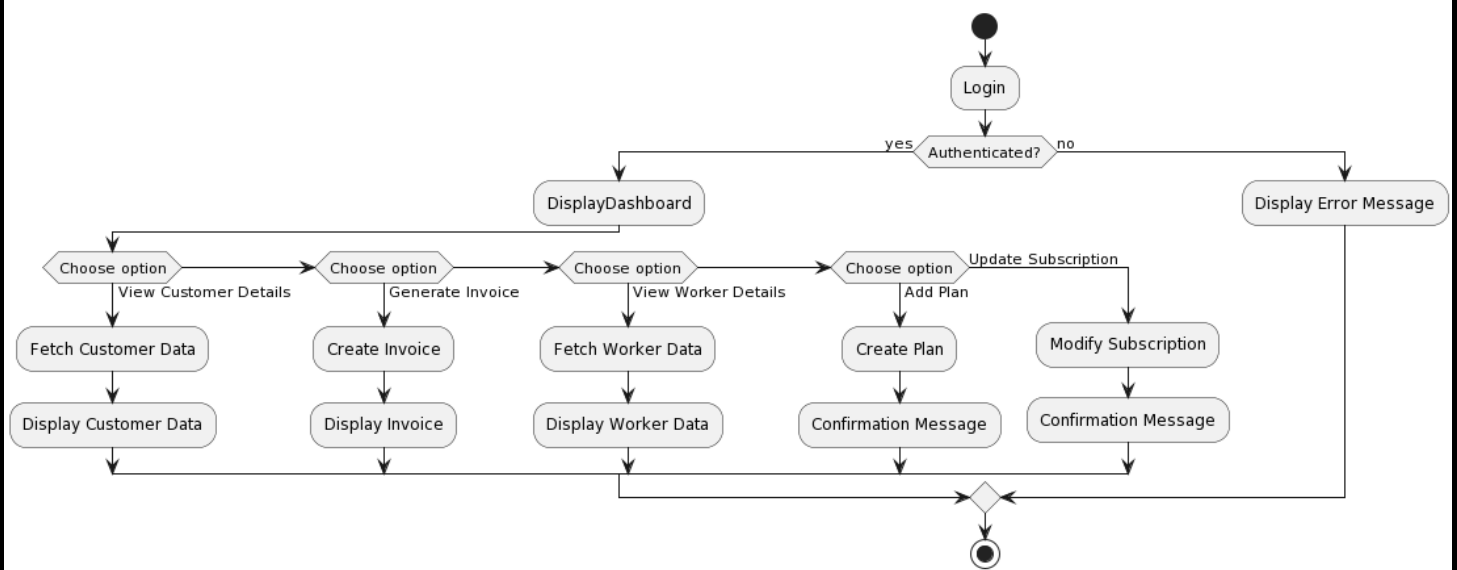 Login
yes
Authenticated?
no
DisplayDashboard
Display Error Message
Choose option
Choose option
Choose option
Choose option
Update Subscription
View Customer Details
Generate Invoice
View Worker Details
Add Plan
Fetch Customer Data
Create Invoice
Fetch Worker Data
Create Plan
Modify Subscription
Display Customer Data
Display Invoice
Display Worker Data
Confirmation Message
Confirmation Message